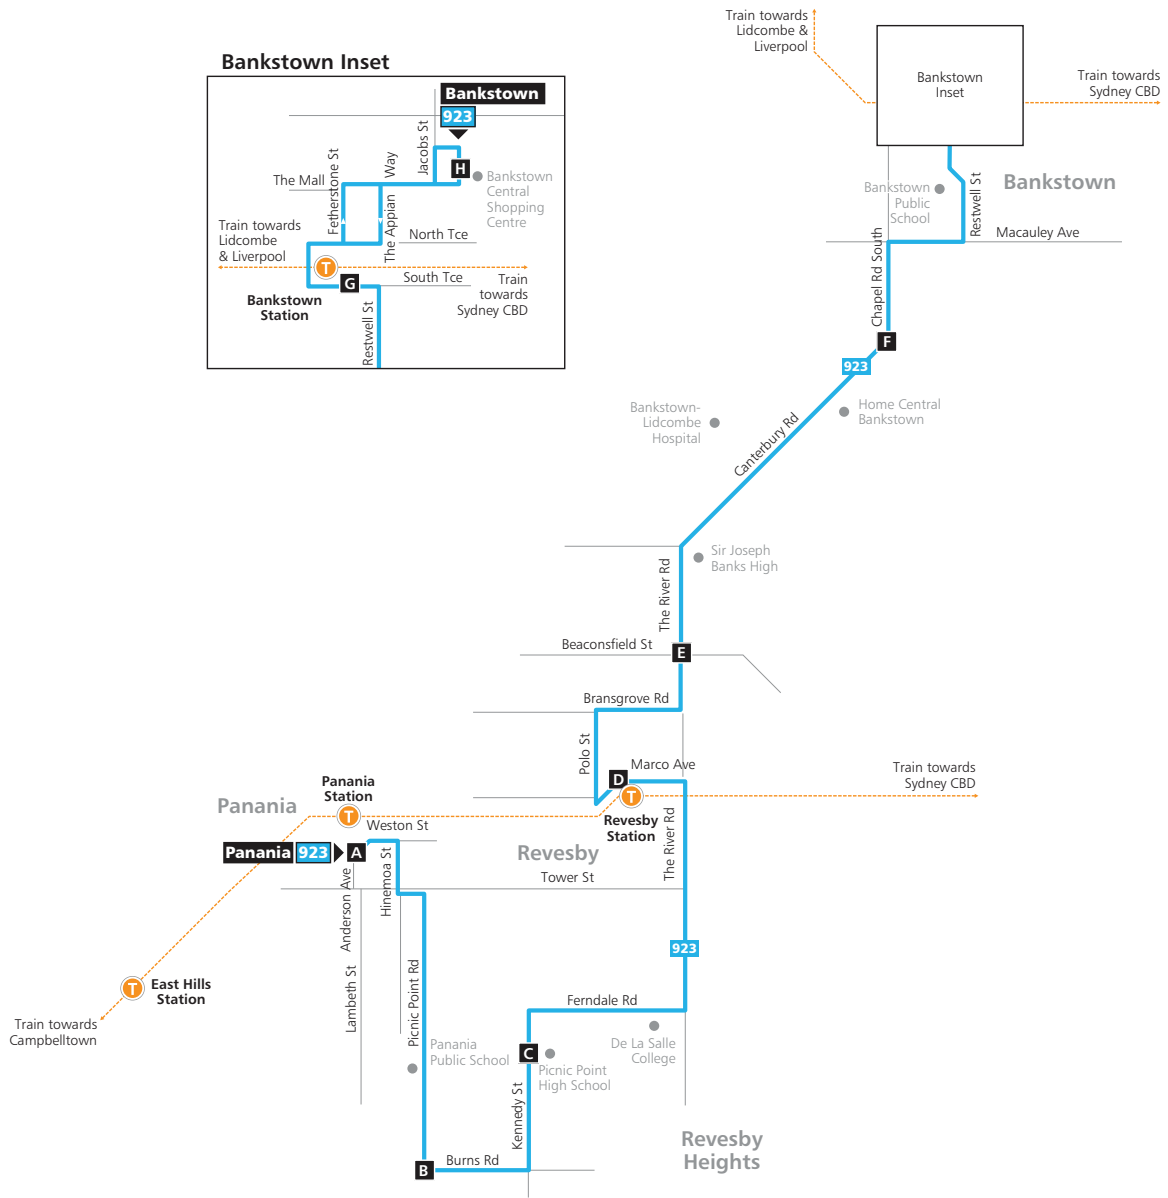 Train towards
Lidcombe &
Liverpool
Bankstown
Inset
Train towards
Sydney CBD
Bankstown Inset
Bankstown
923
Jacobs St
H
Bankstown
Central
Shopping
Centre
The Mall
Fetherstone St
The Appian Way
North Tce
Train towards
Lidcombe
& Liverpool
T
G
South Tce
Train
towards
Sydney CBD
Bankstown
Station
Restwell St
Bankstown
Public
School
Restwell St
Bankstown
Macauley Ave
Chapel Rd South
F
923
Home Central
Bankstown
Bankstown-
Lidcombe
Hospital
Canterbury Rd
Sir Joseph
Banks High
The River Rd
Beaconsfield St
E
Bransgrove Rd
Polo St
D
Marco Ave
T
Revesby
Station
Train towards
Sydney CBD
Panania
Panania
Station
T
Weston St
Panania
923
A
Revesby
The River Rd
Tower St
Anderson Ave
Hinemoa St
923
T
East Hills
Station
Train towards
Campbelltown
Lambeth St
Picnic Point Rd
Ferndale Rd
De La Salle
College
Panania
Public School
C
Picnic Point
High School
Kennedy St
Revesby
Heights
B
Burns Rd